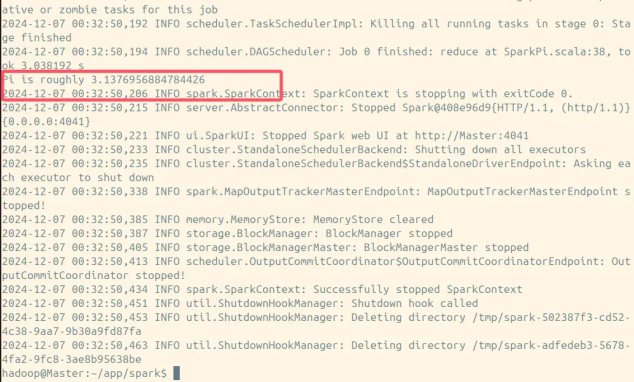 ative or zombie tasks for this job
2024-12-07 00:32:50,192 INFO scheduler.TaskSchedulerImpl: Killing all running tasks in stage 0: Sta
ge finished
2024-12-07 00:32:50,194 INFO scheduler.DAGScheduler: Job 0 finished: reduce at SparkPi.scala:38, to
ok 3.038192 s
Pi is roughly 3.1376956884784426
2024-12-07 00:32:50,206 INFO spark.SparkContext: SparkContext is stopping with exitCode 0.
2024-12-07 00:32:50,215 INFO server.AbstractConnector: Stopped Spark@408e96d9{HTTP/1.1, (http/1.1)}
{0.0.0.0:4041}
2024-12-07 00:32:50,221 INFO ui.SparkUI: Stopped Spark web UI at http://Master:4041
2024-12-07 00:32:50,233 INFO cluster.StandaloneSchedulerBackend: Shutting down all executors
2024-12-07 00:32:50,235 INFO cluster.StandaloneSchedulerBackend$StandaloneDriverEndpoint: Asking ea
ch executor to shut down
2024-12-07 00:32:50,338 INFO spark.MapOutputTrackerMasterEndpoint: MapOutputTrackerMasterEndpoint s
topped!
2024-12-07 00:32:50,385 INFO memory.MemoryStore: MemoryStore cleared
2024-12-07 00:32:50,387 INFO storage.BlockManager: BlockManager stopped
2024-12-07 00:32:50,405 INFO storage.BlockManagerMaster: BlockManagerMaster stopped
2024-12-07 00:32:50,413 INFO scheduler.OutputCommitCoordinator$OutputCommitCoordinatorEndpoint: Out
putCommitCoordinator stopped!
2024-12-07 00:32:50,434 INFO spark.SparkContext: Successfully stopped SparkContext
2024-12-07 00:32:50,451 INFO util.ShutdownHookManager: Shutdown hook called
2024-12-07 00:32:50,453 INFO util.ShutdownHookManager: Deleting directory /tmp/spark-502387f3-cd52-
4c38-9aa7-9b30a9fd87fa
2024-12-07 00:32:50,463 INFO util.ShutdownHookManager: Deleting directory /tmp/spark-adfedeb3-5678-
4fa2-9fc8-3ae8b95638be
hadoop@Master:~/app/spark$